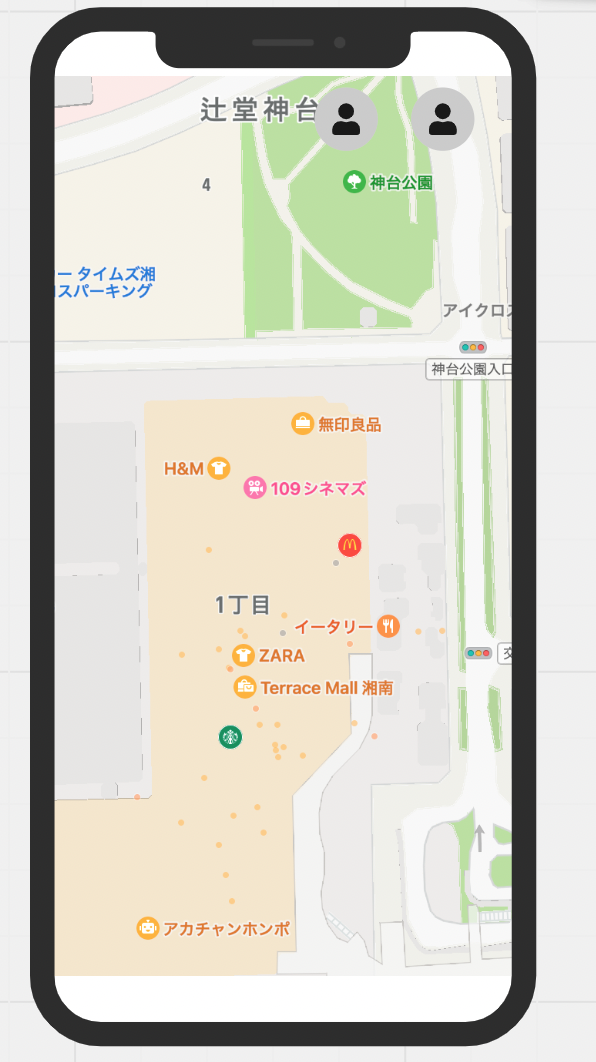 辻堂神台
4
神台公園
ー タイムズ湘
スパーキング
アイクロス
神台公園入口
無印良品
H&M
109シネマズ
1丁目
イータリー
ZARA
交
Terrace Mall 湘南
アカチャンホンポ